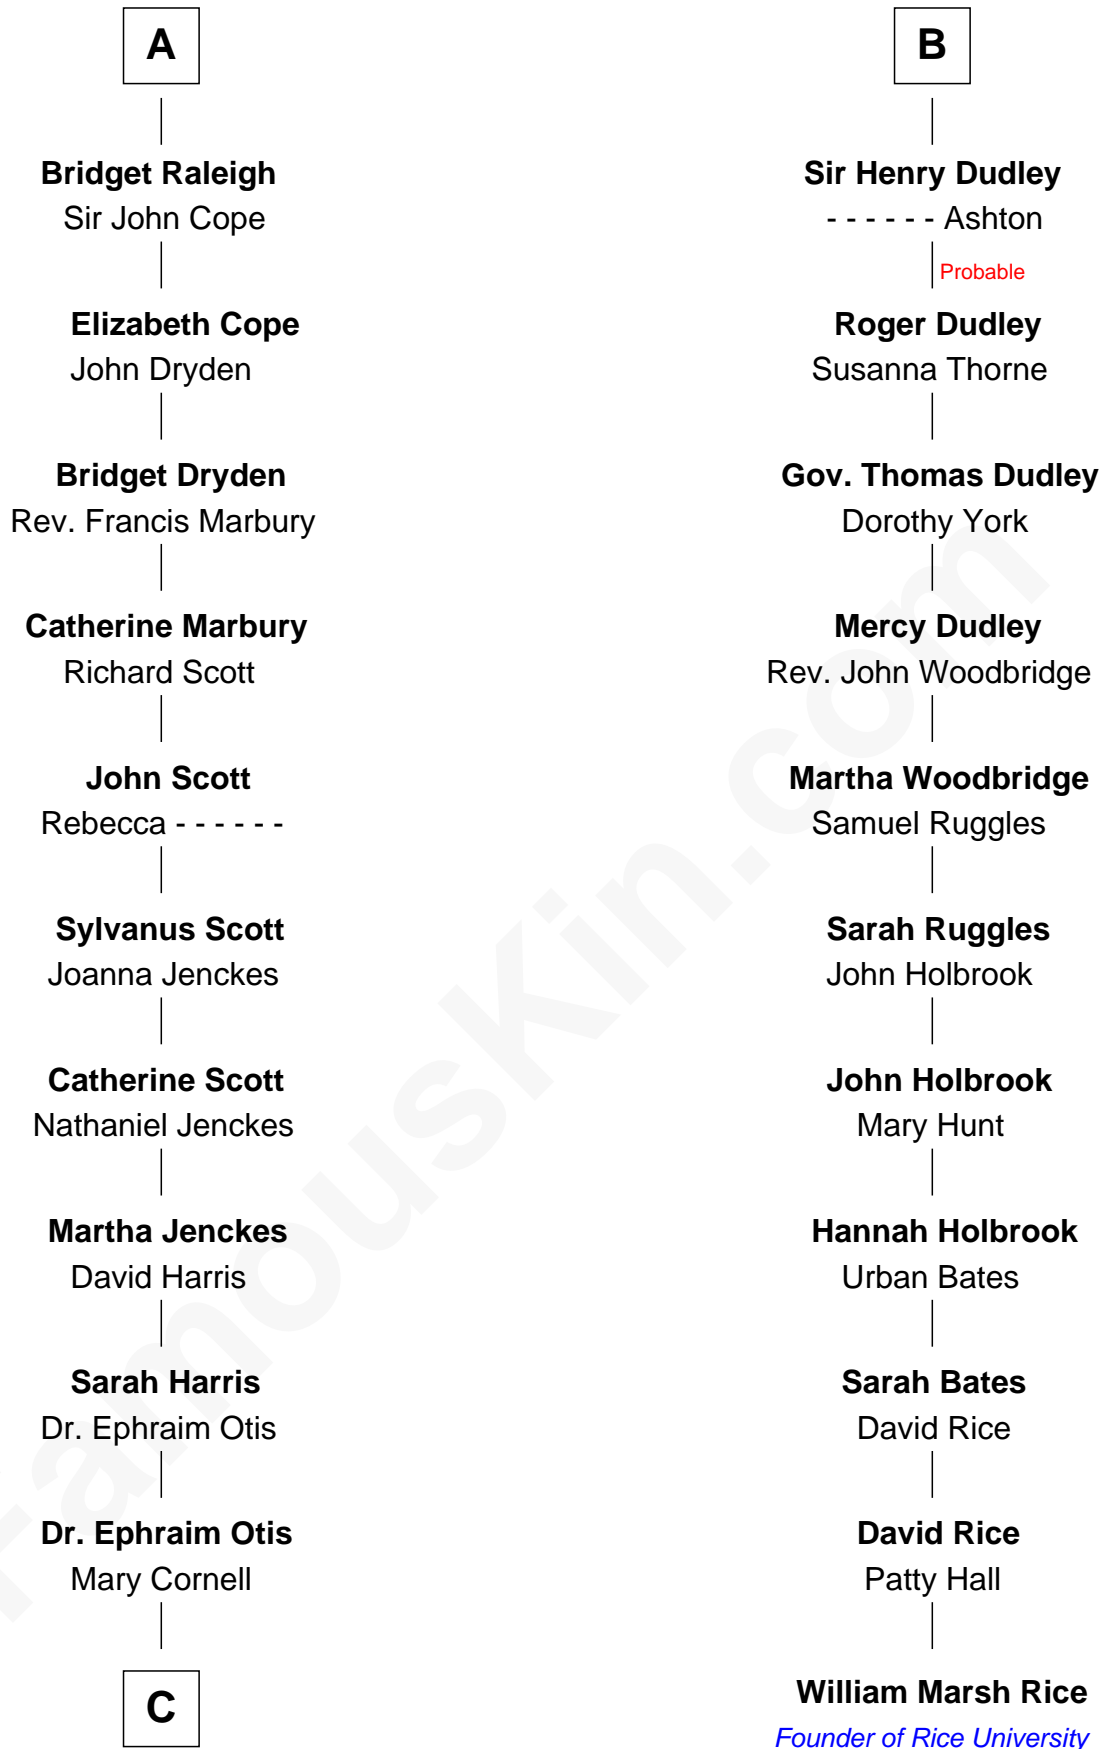 A
Bridget Raleigh
Sir John Cope
Elizabeth Cope
John Dryden
Bridget Dryden
Rev. Francis Marbury
Catherine Marbury
Richard Scott
John Scott
Rebecca - - - - - -
Sylvanus Scott
Joanna Jenckes
Catherine Scott
Nathaniel Jenckes
Martha Jenckes
David Harris
Sarah Harris
Dr. Ephraim Otis
Dr. Ephraim Otis
Mary Cornell
C
B
Sir Henry Dudley
- - - - - - Ashton
Probable
Roger Dudley
Susanna Thorne
Gov. Thomas Dudley
Dorothy York
Mercy Dudley
Rev. John Woodbridge
Martha Woodbridge
Samuel Ruggles
Sarah Ruggles
John Holbrook
John Holbrook
Mary Hunt
Hannah Holbrook
Urban Bates
Sarah Bates
David Rice
David Rice
Patty Hall
William Marsh Rice
Founder of Rice University
FamousKin.com